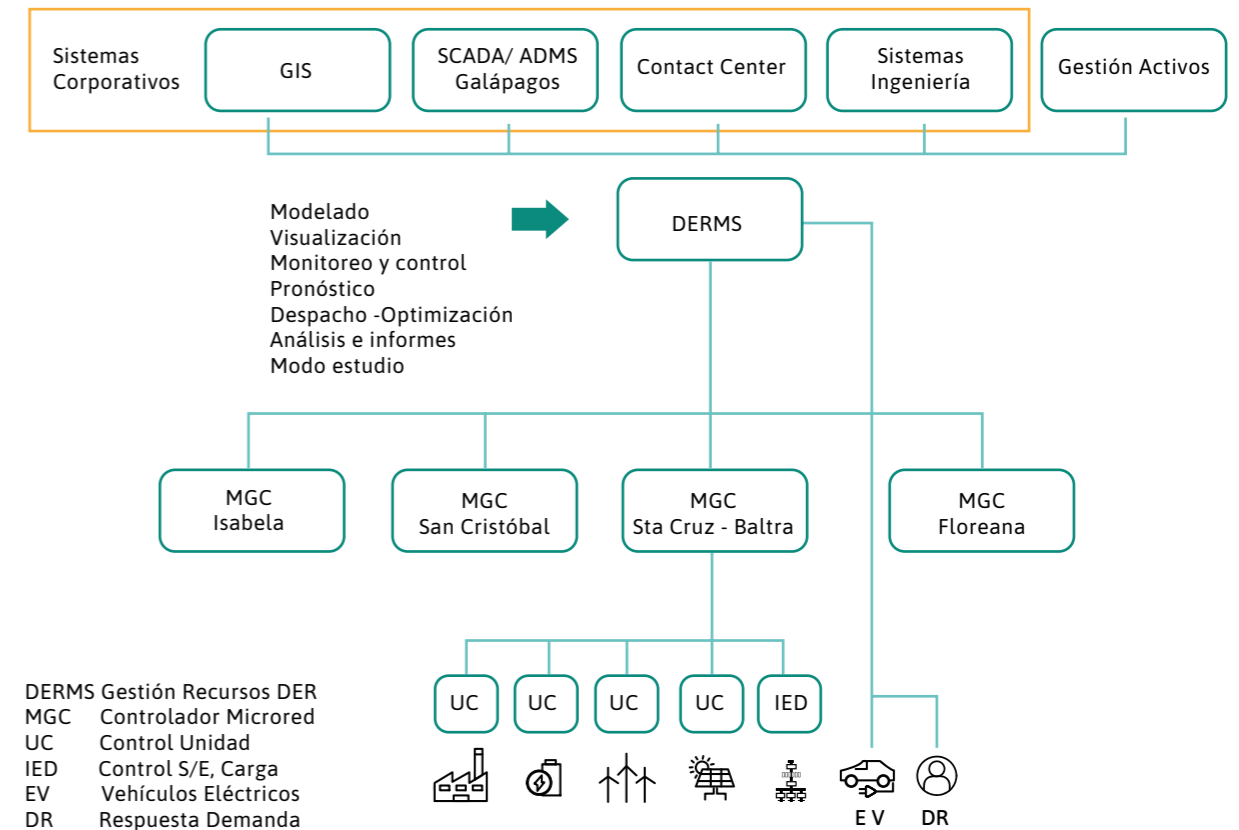 Sistemas
Corporativos
GIS
SCADA/ ADMS
Galápagos
Contact Center
Sistemas
Ingeniería
Gestión Activos
Modelado
Visualización
Monitoreo y control
Pronóstico
Despacho -Optimización
Análisis e informes
Modo estudio
DERMS
MGC
Isabela
MGC
San Cristóbal
MGC
Sta Cruz - Baltra
MGC
Floreana
UC
UC
UC
UC
IED
DERMS Gestión Recursos DER
MGC Controlador Microred
UC Control Unidad
IED Control S/E, Carga
EV Vehículos Eléctricos
DR Respuesta Demanda
E V
DR